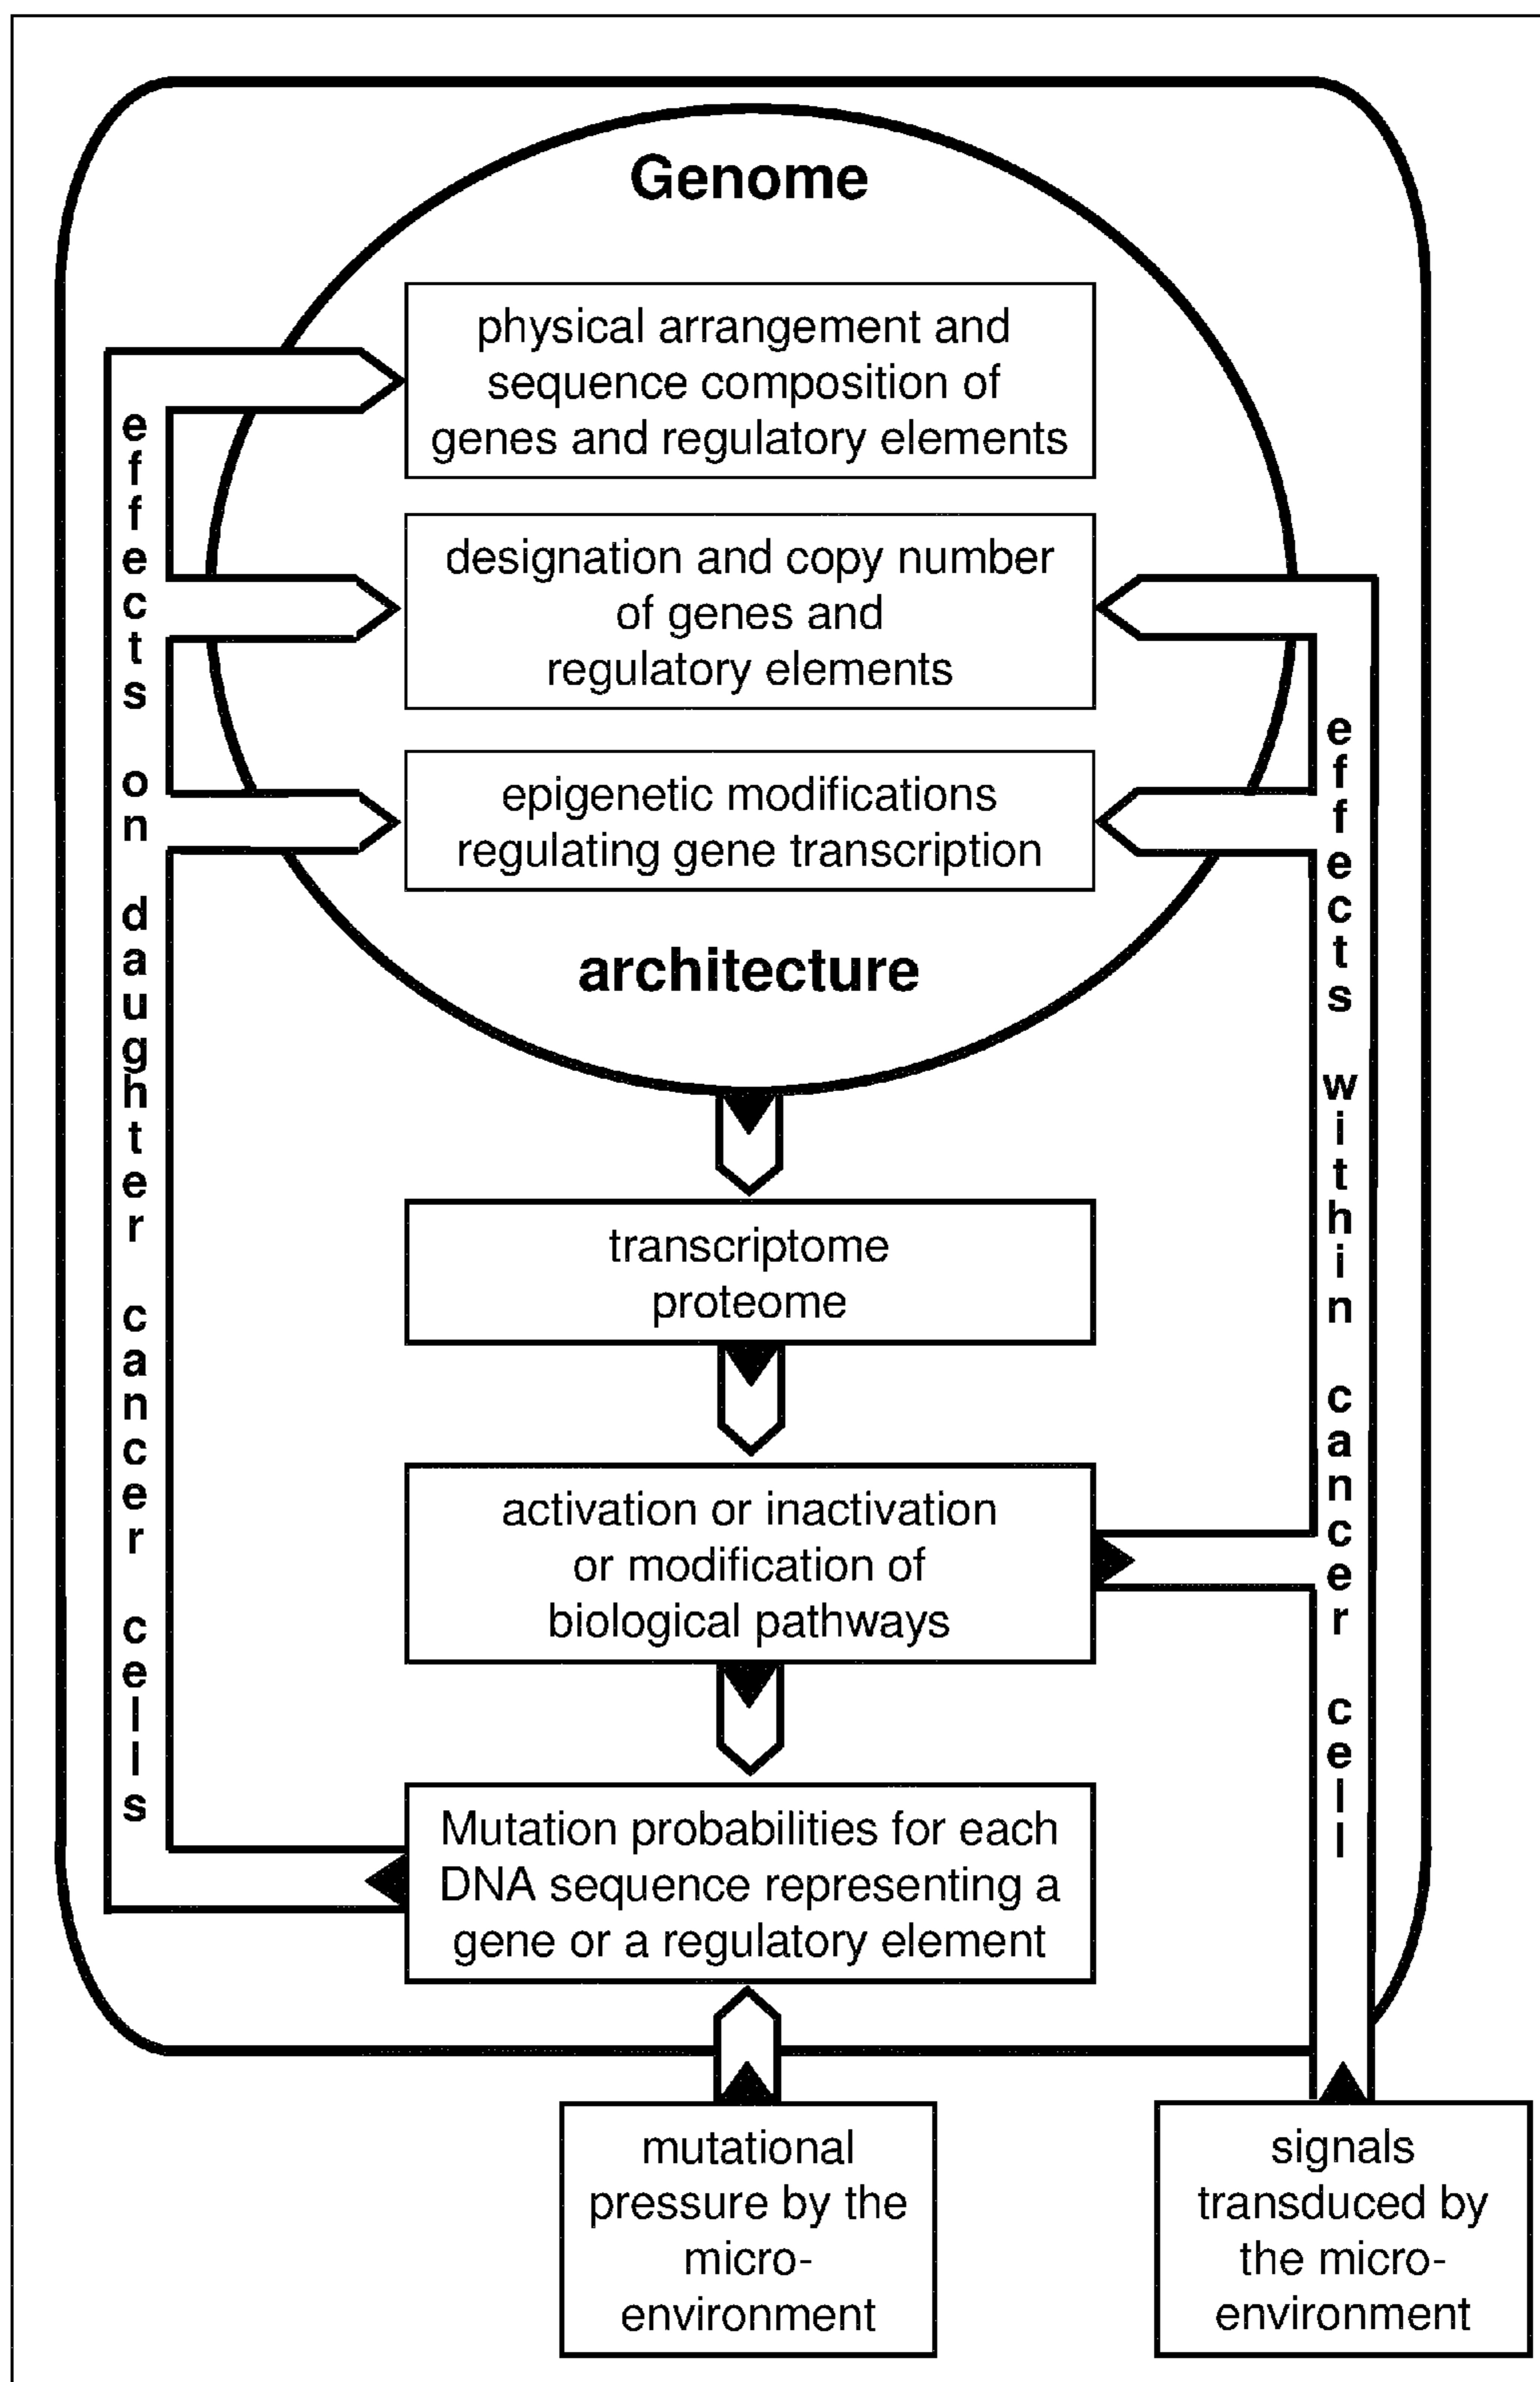 Genome
physical arrangement and
sequence composition of
genes and regulatory elements
designation and copy number
of genes and
regulatory elements
epigenetic modifications
regulating gene transcription
architecture
transcriptome
proteome
activation or inactivation
or modification of
biological pathways
Mutation probabilities for each
DNA sequence representing a
gene or a regulatory element
effects on daughter cancer cells
effects within cancer cell
mutational
pressure by the
micro-
environment
signals
transduced by
the micro-
environment